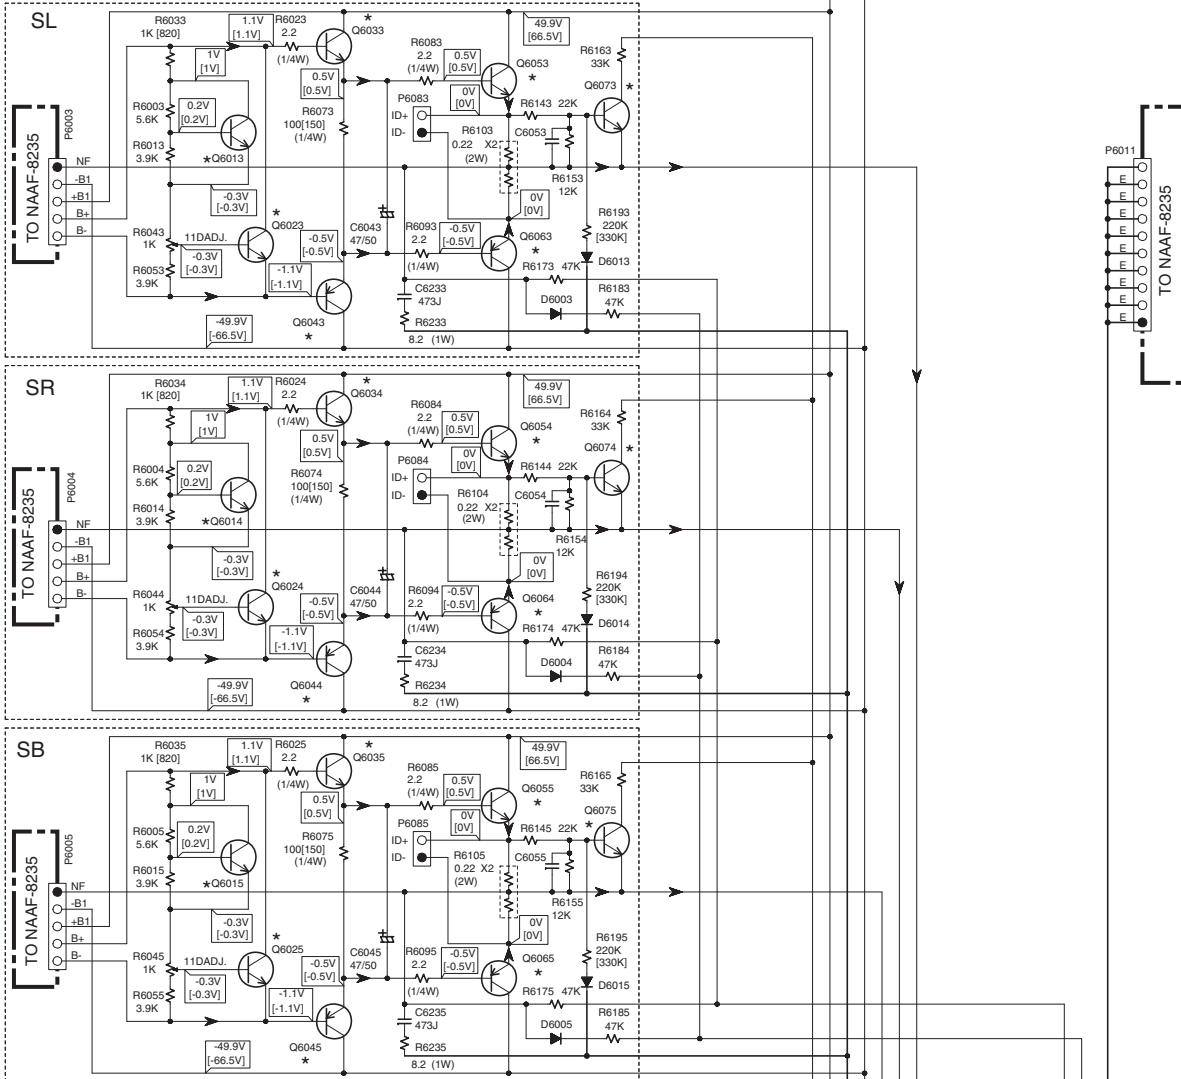 SL
TO NAAF-8235
P6003
NF
-B1
+B1
B+
B-
R6033
1K [820]
1.1V
[1.1V]
R6023
2.2
(1/4W)
*
Q6033
1V
[1V]
R6003
5.6K
0.2V
[0.2V]
R6013
3.9K
*Q6013
-0.3V
[-0.3V]
R6043
1K
11DADJ.
-0.3V
[-0.3V]
R6053
3.9K
*
Q6023
-1.1V
[-1.1V]
Q6043
*
-49.9V
[-66.5V]
0.5V
[0.5V]
R6073
100[150]
(1/4W)
-0.5V
[-0.5V]
C6043
47/50
R6083
2.2
(1/4W)
0.5V
[0.5V]
Q6053
*
49.9V
[66.5V]
P6083
ID+
ID-
0V
[0V]
R6143 22K
R6103
0.22 X2
(2W)
C6053
R6153
12K
R6163
33K
Q6073
*
0V
[0V]
R6093
2.2
(1/4W)
-0.5V
[-0.5V]
Q6063
*
R6193
220K
[330K]
D6013
R6173 47K
C6233
473J
D6003
R6183
47K
R6233
8.2 (1W)
P6011
E
E
E
E
E
E
E
E
E
TO NAAF-8235
SR
TO NAAF-8235
P6004
NF
-B1
+B1
B+
B-
R6034
1K [820]
1.1V
[1.1V]
R6024
2.2
(1/4W)
*
Q6034
1V
[1V]
R6004
5.6K
0.2V
[0.2V]
R6014
3.9K
*Q6014
-0.3V
[-0.3V]
R6044
1K
11DADJ.
-0.3V
[-0.3V]
R6054
3.9K
*
Q6024
-1.1V
[-1.1V]
Q6044
*
-49.9V
[-66.5V]
0.5V
[0.5V]
R6074
100[150]
(1/4W)
-0.5V
[-0.5V]
C6044
47/50
R6084
2.2
(1/4W)
0.5V
[0.5V]
Q6054
*
49.9V
[66.5V]
P6084
ID+
ID-
0V
[0V]
R6144 22K
R6104
0.22 X2
(2W)
C6054
R6154
12K
R6164
33K
Q6074
*
0V
[0V]
R6094
2.2
(1/4W)
-0.5V
[-0.5V]
Q6064
*
R6194
220K
[330K]
D6014
R6174 47K
C6234
473J
D6004
R6184
47K
R6234
8.2 (1W)
SB
TO NAAF-8235
P6005
NF
-B1
+B1
B+
B-
R6035
1K [820]
1.1V
[1.1V]
R6025
2.2
(1/4W)
*
Q6035
1V
[1V]
R6005
5.6K
0.2V
[0.2V]
R6015
3.9K
*Q6015
-0.3V
[-0.3V]
R6045
1K
11DADJ.
-0.3V
[-0.3V]
R6055
3.9K
*
Q6025
-1.1V
[-1.1V]
Q6045
*
-49.9V
[-66.5V]
0.5V
[0.5V]
R6075
100[150]
(1/4W)
-0.5V
[-0.5V]
C6045
47/50
R6085
2.2
(1/4W)
0.5V
[0.5V]
Q6055
*
49.9V
[66.5V]
P6085
ID+
ID-
0V
[0V]
R6145 22K
R6105
0.22 X2
(2W)
C6055
R6155
12K
R6165
33K
Q6075
*
0V
[0V]
R6095
2.2
(1/4W)
-0.5V
[-0.5V]
Q6065
*
R6195
220K
[330K]
D6015
R6175 47K
C6235
473J
D6005
R6185
47K
R6235
8.2 (1W)